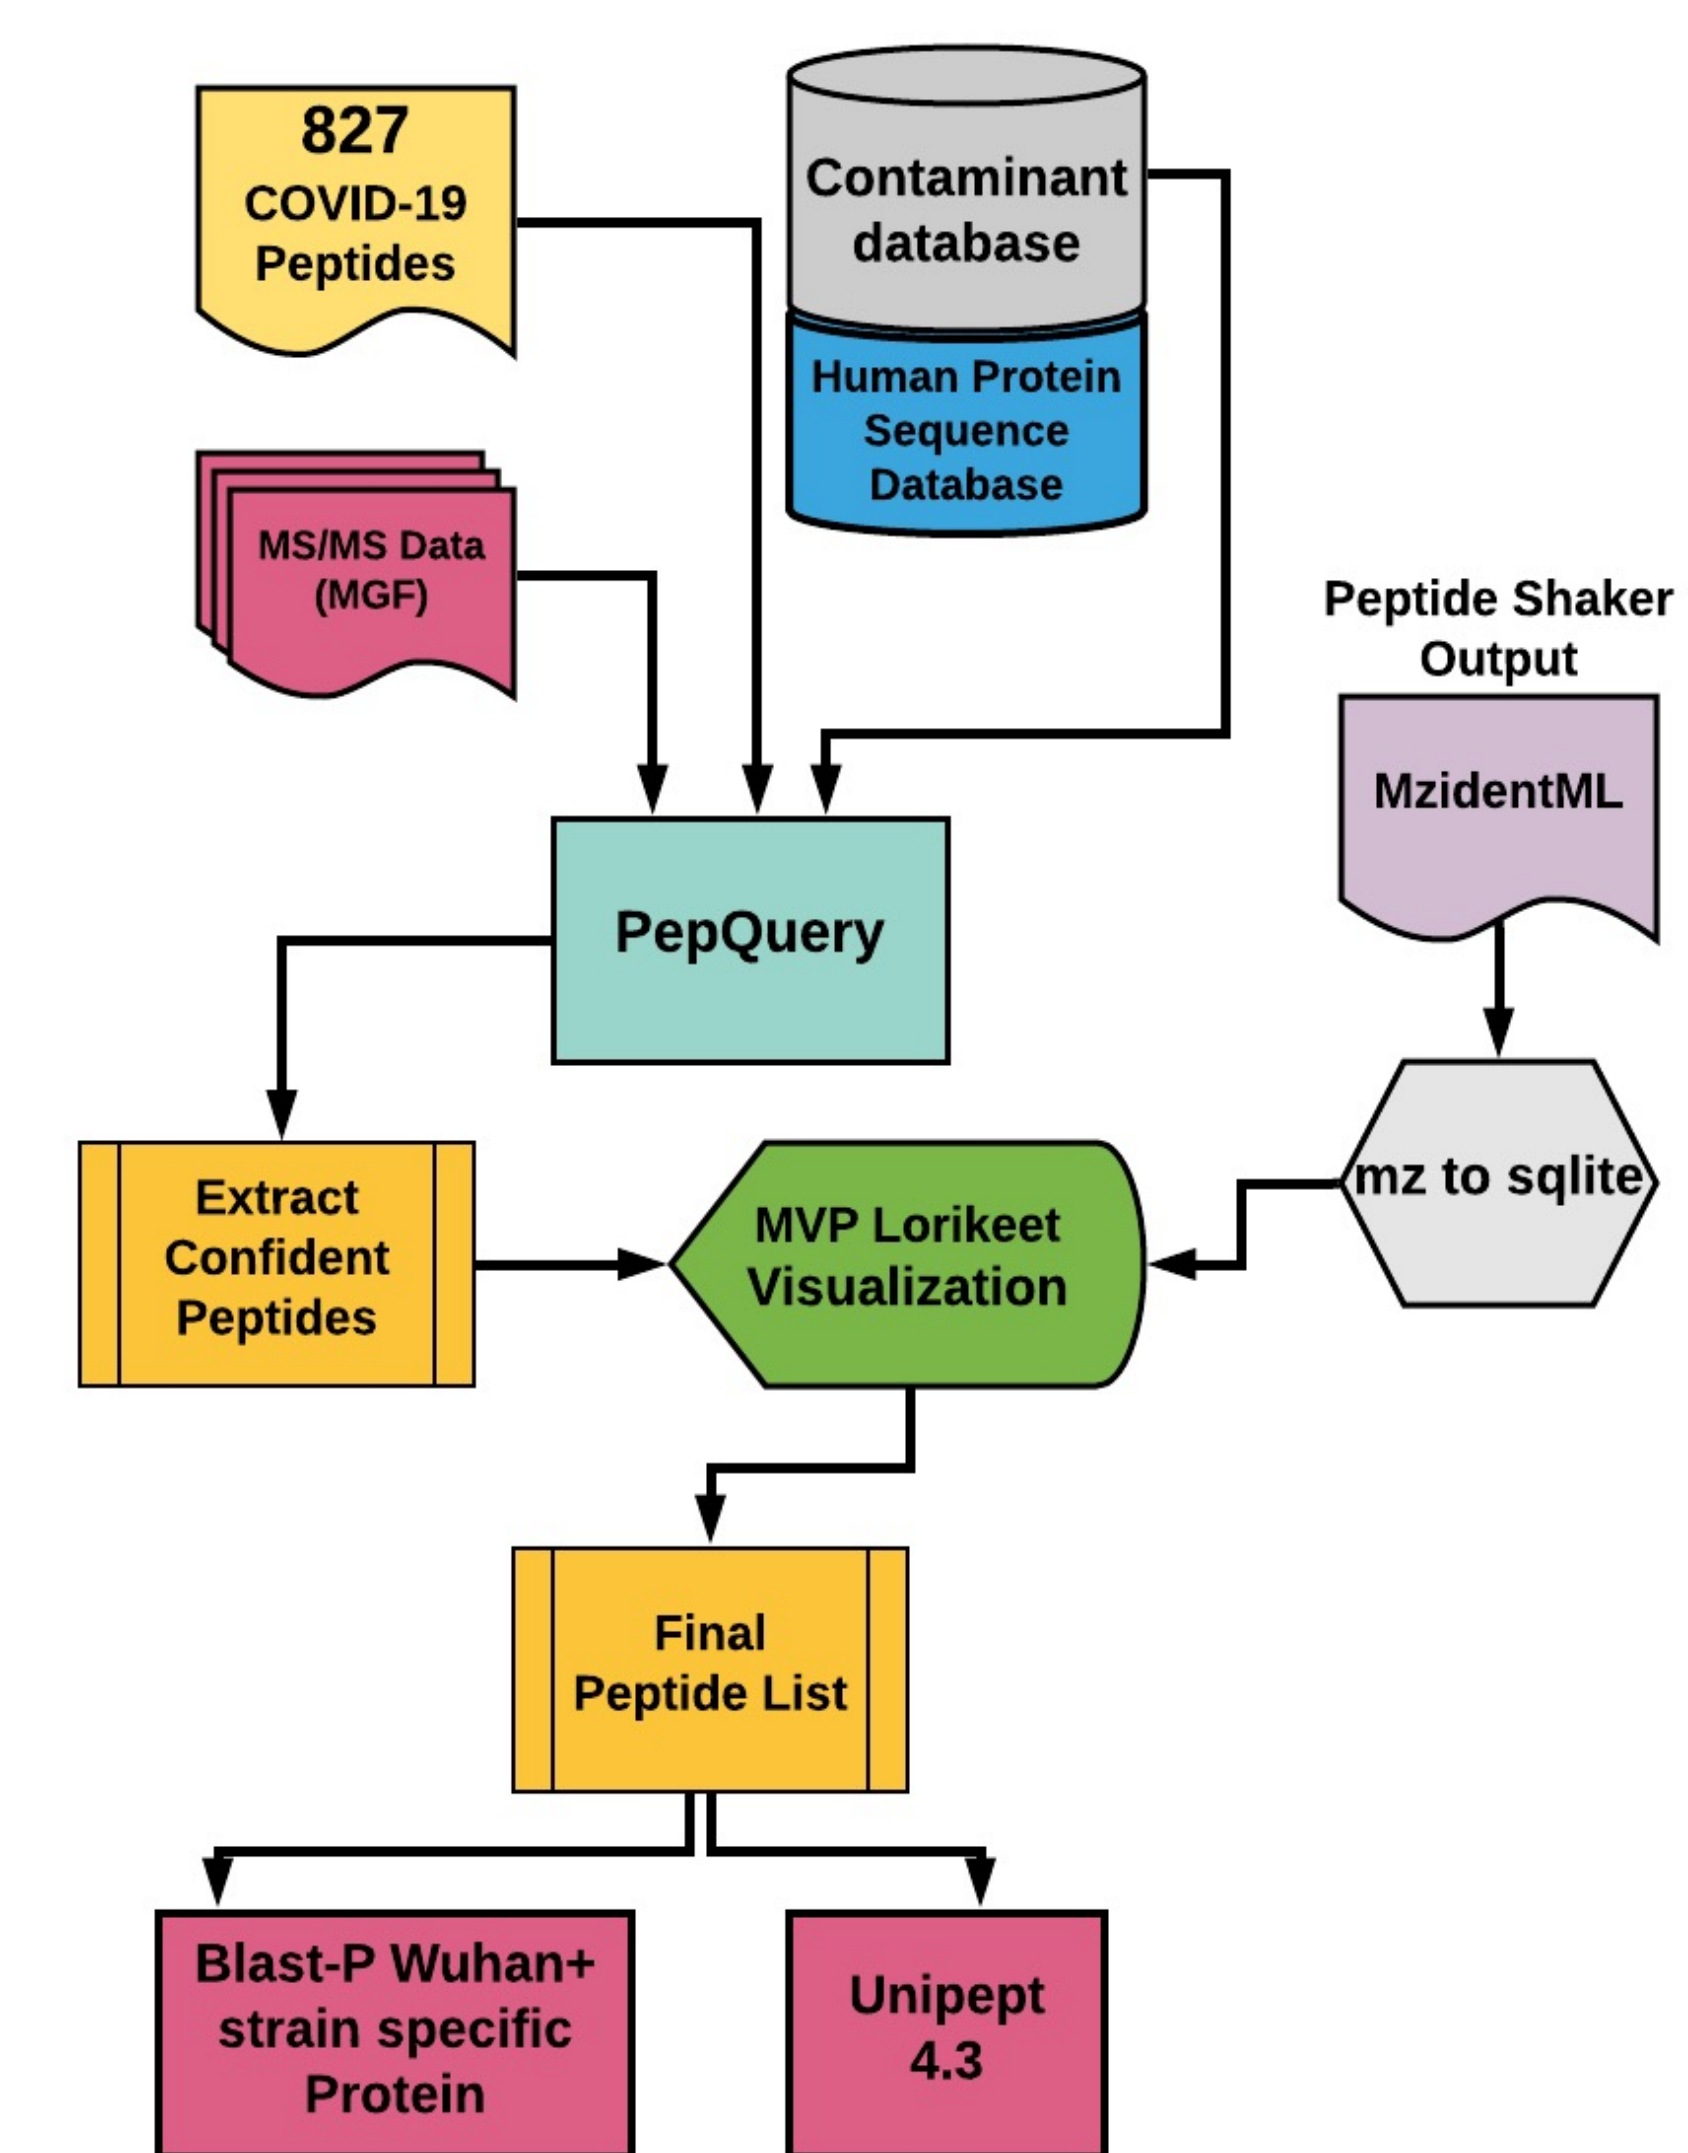 827
COVID-19
Peptides
Contaminant
database
Human Protein
Sequence
Database
MS/MS Data
(MGF)
Peptide Shaker
Output
MzidentML
PepQuery
mz to sqlite
Extract
Confident
Peptides
MVP Lorikeet
Visualization
Final
Peptide List
Blast-P Wuhan+
strain specific
Protein
Unipept
4.3